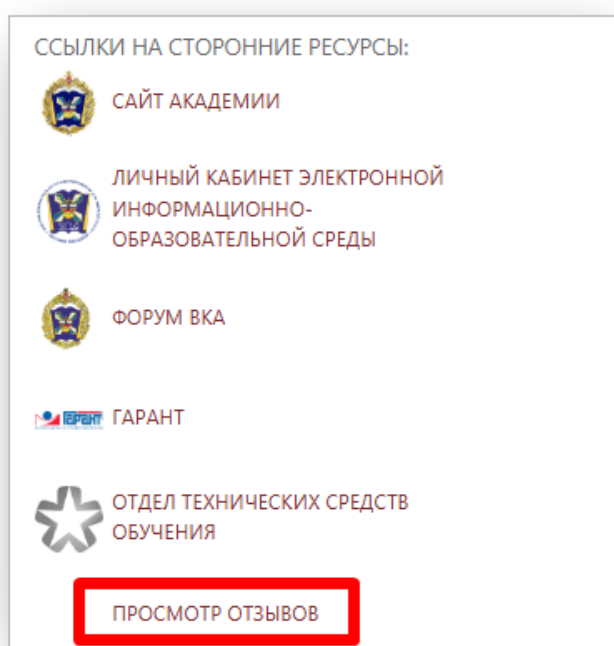 ССЫЛКИ НА СТОРОННИЕ РЕСУРСЫ:
САЙТ АКАДЕМИИ
ЛИЧНЫЙ КАБИНЕТ ЭЛЕКТРОННОЙ
ИНФОРМАЦИОННО-
ОБРАЗОВАТЕЛЬНОЙ СРЕДЫ
ФОРУМ ВКА
ГАРАНТ ГАРАНТ
ОТДЕЛ ТЕХНИЧЕСКИХ СРЕДСТВ
ОБУЧЕНИЯ
ПРОСМОТР ОТЗЫВОВ